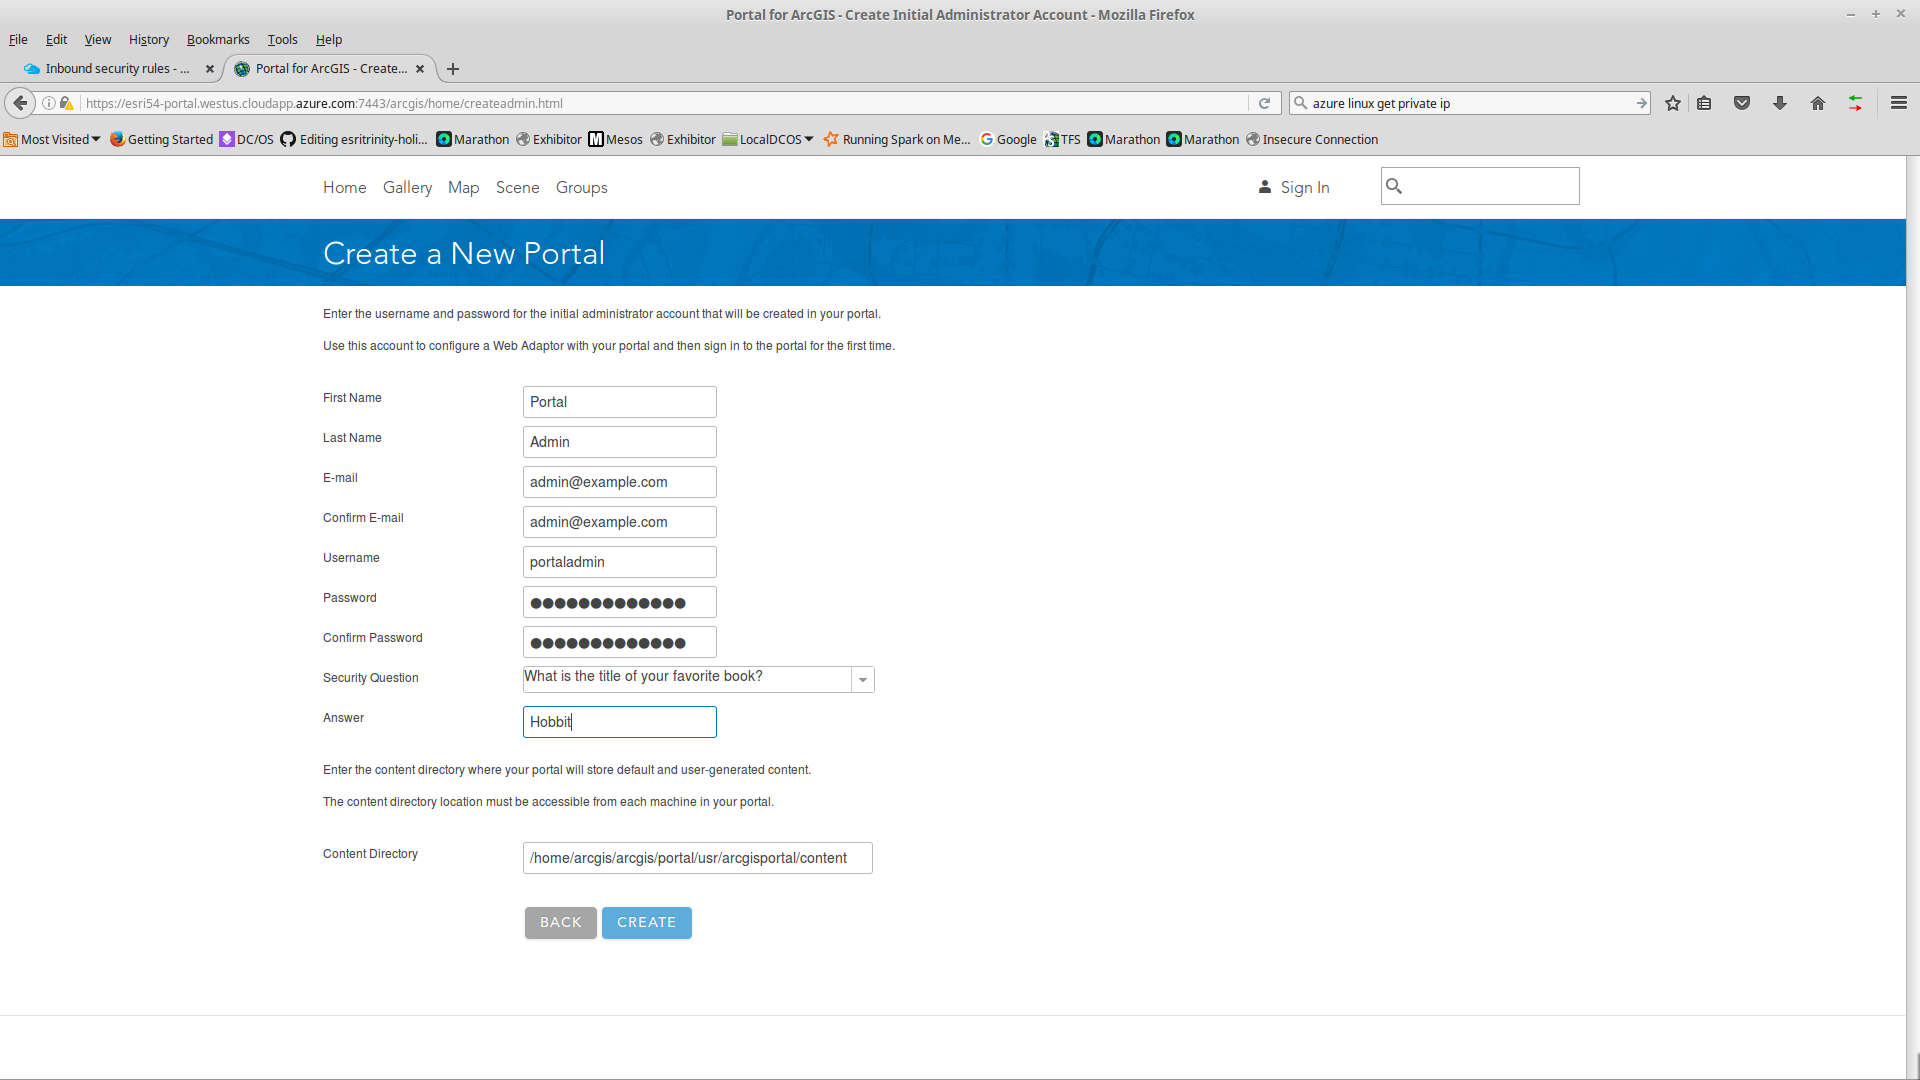 Portal for ArcGIS - Create Initial Administrator Account - Mozilla Firefox
File Edit View History Bookmarks Tools Help
Inbound security rules - ... Portal for ArcGIS - Create...
https://esri54-portal.westus.cloudapp.azure.com:7443/arcgis/home/createadmin.html azure linux get private ip
Most Visited Getting Started DC/OS Editing esritrinity-holi... Marathon Exhibitor Mesos Exhibitor LocalDCOS Running Spark on Me... Google TFS Marathon Marathon Insecure Connection
Home Gallery Map Scene Groups Sign In
Create a New Portal
Enter the username and password for the initial administrator account that will be created in your portal.
Use this account to configure a Web Adaptor with your portal and then sign in to the portal for the first time.
First Name Portal
Last Name Admin
E-mail admin@example.com
Confirm E-mail admin@example.com
Username portaladmin
Password ●●●●●●●●●●●●●
Confirm Password ●●●●●●●●●●●●●
Security Question What is the title of your favorite book?
Answer Hobbit
Enter the content directory where your portal will store default and user-generated content.
The content directory location must be accessible from each machine in your portal.
Content Directory /home/arcgis/arcgis/portal/usr/arcgisportal/content
BACK CREATE